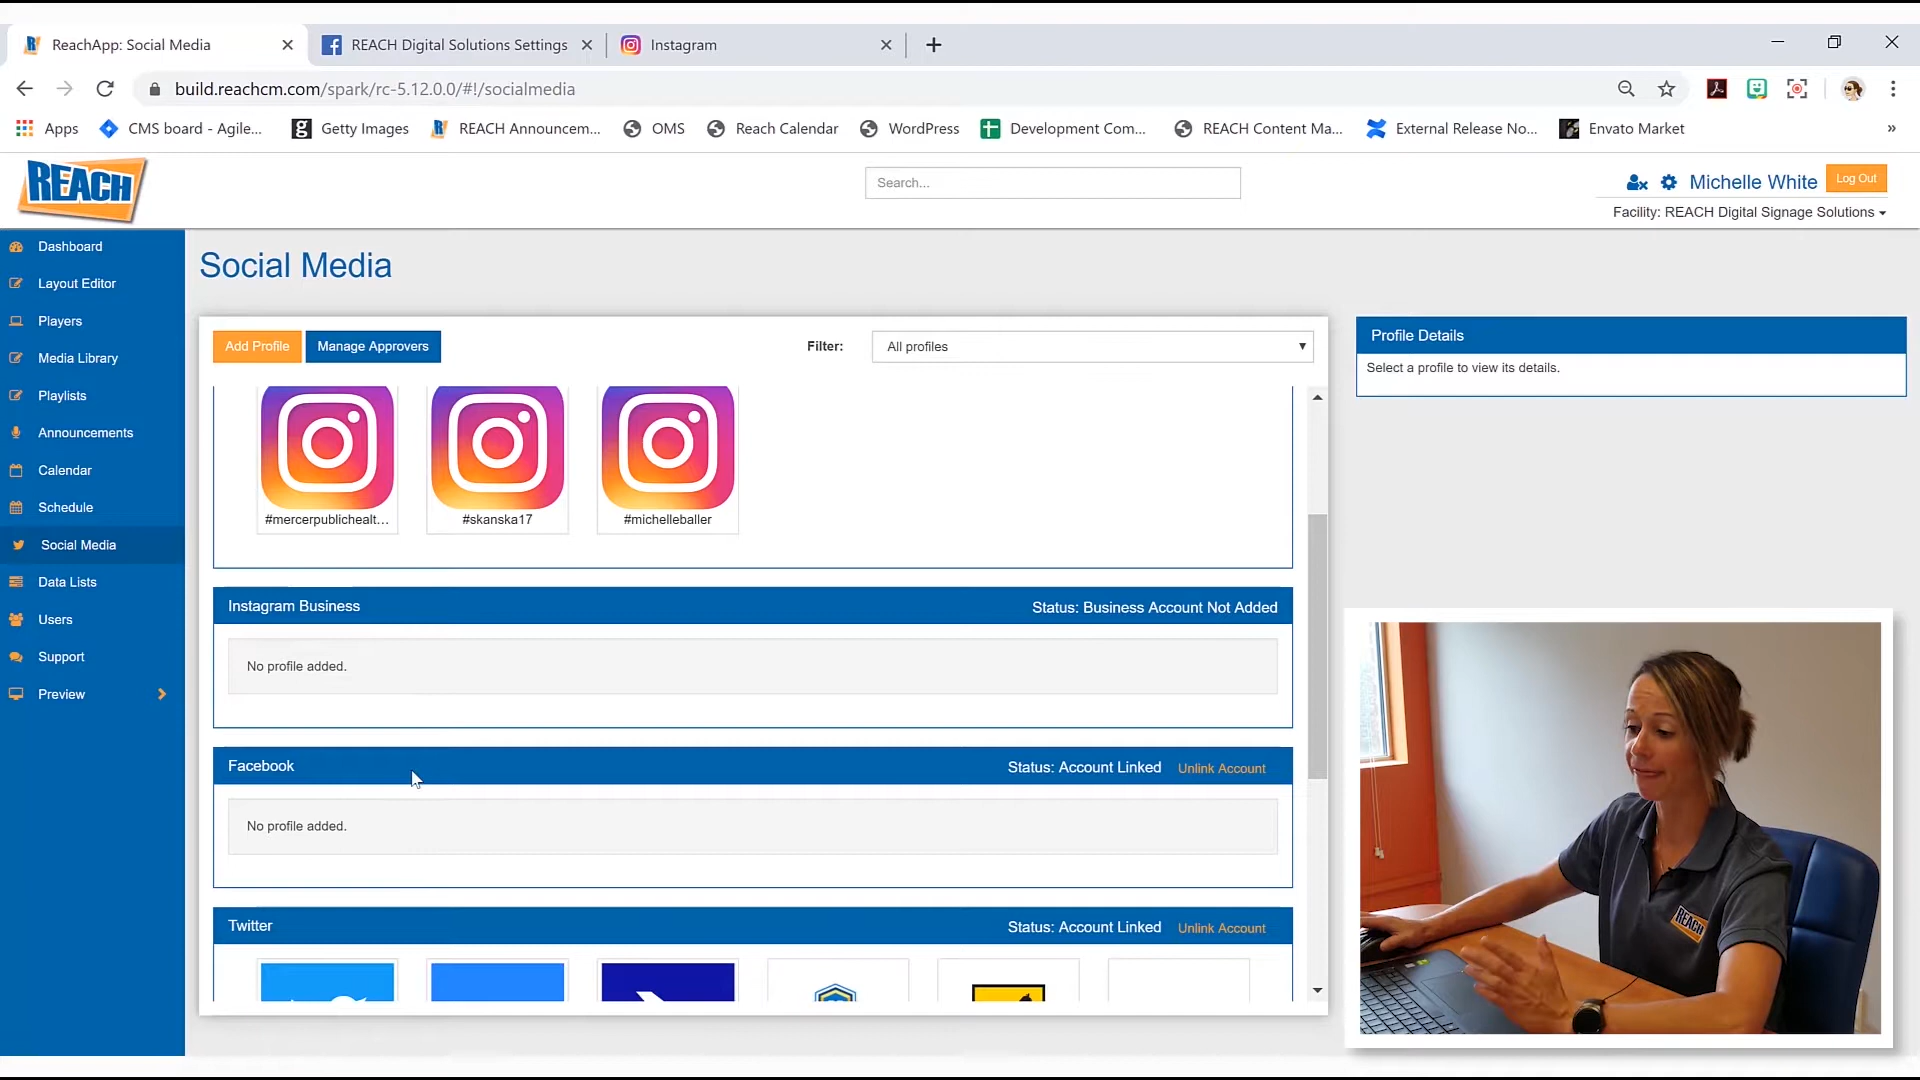 ReachApp: Social Media
REACH Digital Solutions Settings
Instagram
build.reachcm.com/spark/rc-5.12.0.0/#!/socialmedia
Apps
CMS board - Agile...
Getty Images
REACH Announcem...
OMS
Reach Calendar
WordPress
Development Com...
REACH Content Ma...
External Release No...
Envato Market
»
REACH
Search...
Michelle White
Log Out
Facility: REACH Digital Signage Solutions
Dashboard
Layout Editor
Players
Media Library
Playlists
Announcements
Calendar
Schedule
Social Media
Data Lists
Users
Support
Preview
Social Media
Add Profile
Manage Approvers
Filter:
All profiles
#mercerpublichealt...
#skanska17
#michelleballer
Instagram Business
Status: Business Account Not Added
No profile added.
Facebook
Status: Account Linked
Unlink Account
No profile added.
Twitter
Status: Account Linked
Unlink Account
Profile Details
Select a profile to view its details.
REACH